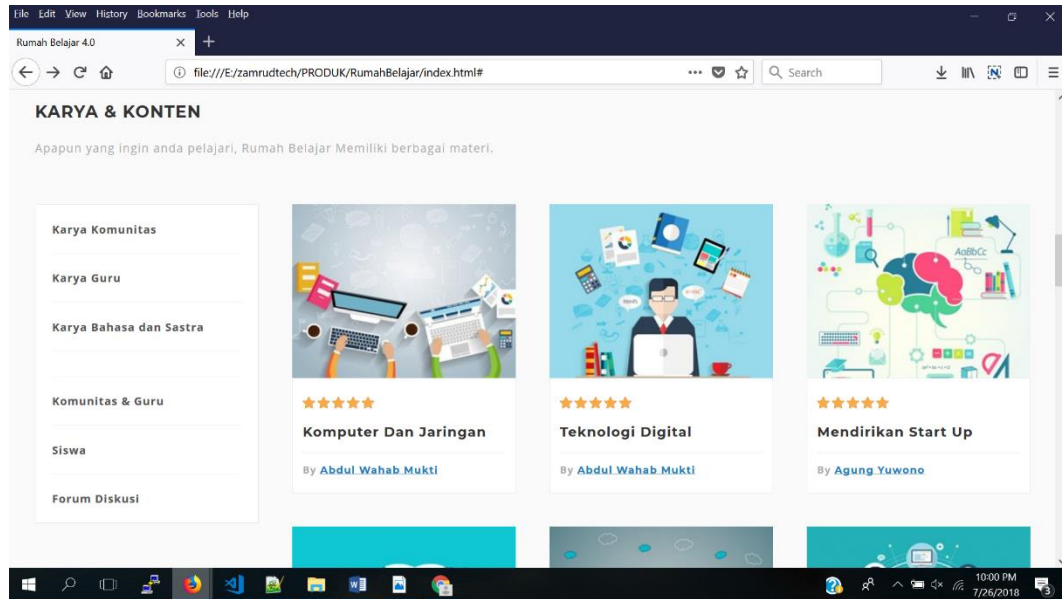 File Edit View History Bookmarks Tools Help
Rumah Belajar 4.0
file:///E:/zamrudtech/PRODUK/RumahBelajar/index.html#
Search
KARYA & KONTEN
Apapun yang ingin anda pelajari, Rumah Belajar Memiliki berbagai materi.
Karya Komunitas
Karya Guru
Karya Bahasa dan Sastra
Komunitas & Guru
Siswa
Forum Diskusi
AaBbCc
Komputer Dan Jaringan
By Abdul Wahab Mukti
Teknologi Digital
By Abdul Wahab Mukti
Mendirikan Start Up
By Agung Yuwono
10:00 PM
7/26/2018
3